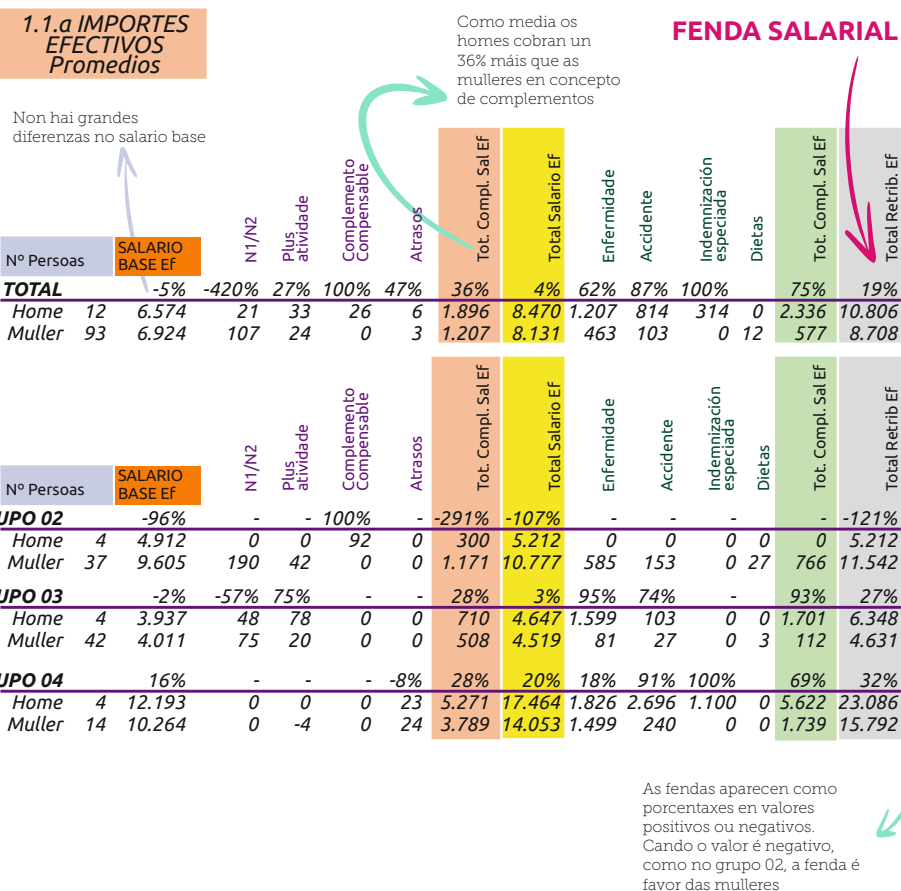 1.1.a IMPORTES
EFECTIVOS
Promedios
Como media os
homes cobran un
36% máis que as
mulleres en concepto
de complementos
FENDA SALARIAL
Non hai grandes
diferenzas no salario base
Nº Persoas SALARIO BASE Ef N1/N2 Plus atividade Complemento Compensable Atrasos Tot. Compl. Sal Ef Total Salario Ef Enfermidade Accidente Indemnización especiada Dietas Tot. Compl. Sal Ef Total Retrib. Ef
TOTAL -5% -420% 27% 100% 47% 36% 4% 62% 87% 100% 75% 19%
Home 12 6.574 21 33 26 6 1.896 8.470 1.207 814 314 0 2.336 10.806
Muller 93 6.924 107 24 0 3 1.207 8.131 463 103 0 12 577 8.708
Nº Persoas SALARIO BASE Ef N1/N2 Plus atividade Complemento Compensable Atrasos Tot. Compl. Sal Ef Total Salario Ef Enfermidade Accidente Indemnización especiada Dietas Tot. Compl. Sal Ef Total Retrib Ef
UPO 02 -96% - - 100% - -291% -107% - - - - -121%
Home 4 4.912 0 0 92 0 300 5.212 0 0 0 0 0 5.212
Muller 37 9.605 190 42 0 0 1.171 10.777 585 153 0 27 766 11.542
UPO 03 -2% -57% 75% - - 28% 3% 95% 74% - 93% 27%
Home 4 3.937 48 78 0 0 710 4.647 1.599 103 0 0 1.701 6.348
Muller 42 4.011 75 20 0 0 508 4.519 81 27 0 3 112 4.631
UPO 04 16% - - - -8% 28% 20% 18% 91% 100% 69% 32%
Home 4 12.193 0 0 0 23 5.271 17.464 1.826 2.696 1.100 0 5.622 23.086
Muller 14 10.264 0 -4 0 24 3.789 14.053 1.499 240 0 0 1.739 15.792
As fendas aparecen como
porcentaxes en valores
positivos ou negativos.
Cando o valor é negativo,
como no grupo 02, a fenda é
favor das mulleres